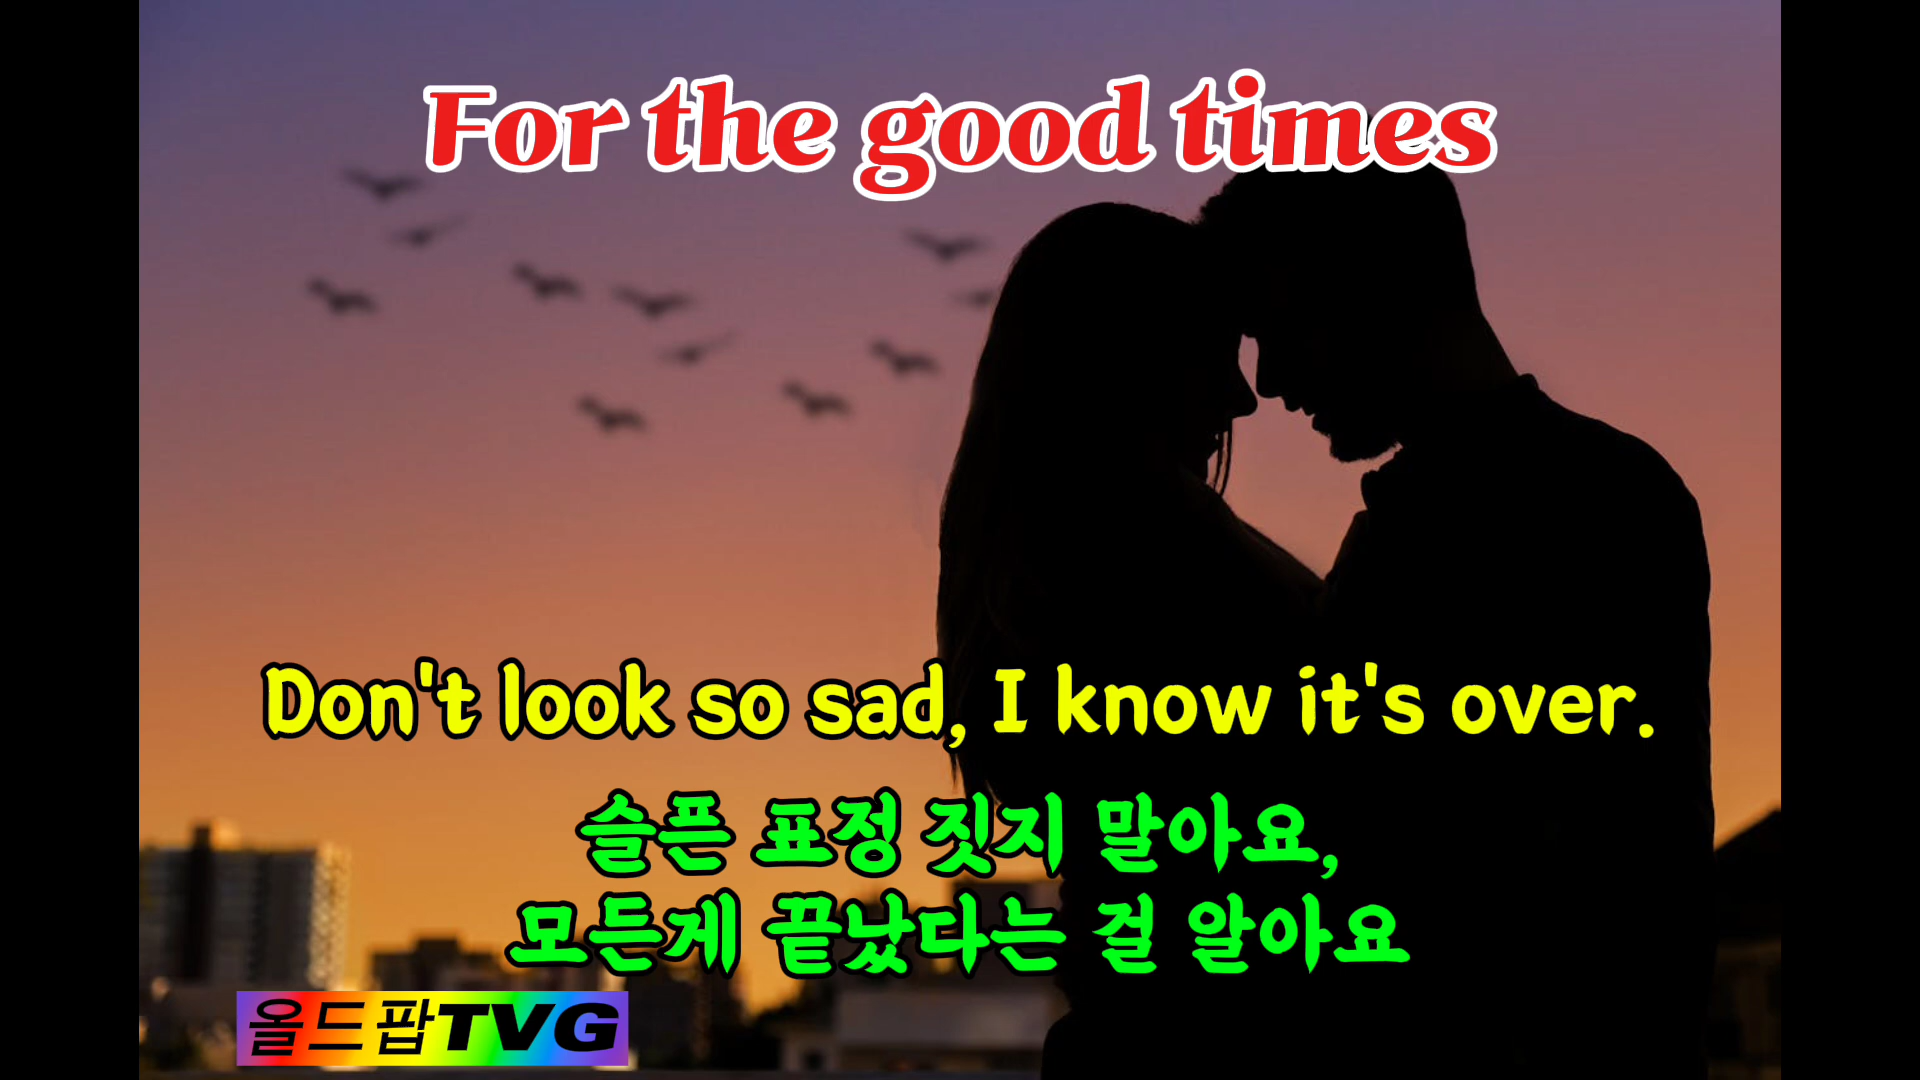 For the good times
Don't look so sad, I know it's over.
슬픈 표정 짓지 말아요,
모든게 끝났다는 걸 알아요
올드팝TVG